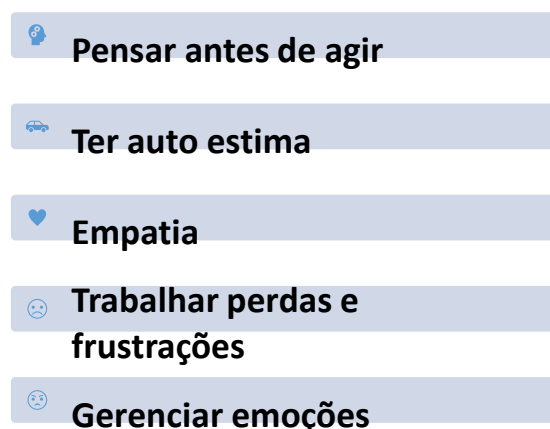 Pensar antes de agir
Ter auto estima
Empatia
Trabalhar perdas e
frustrações
Gerenciar emoções